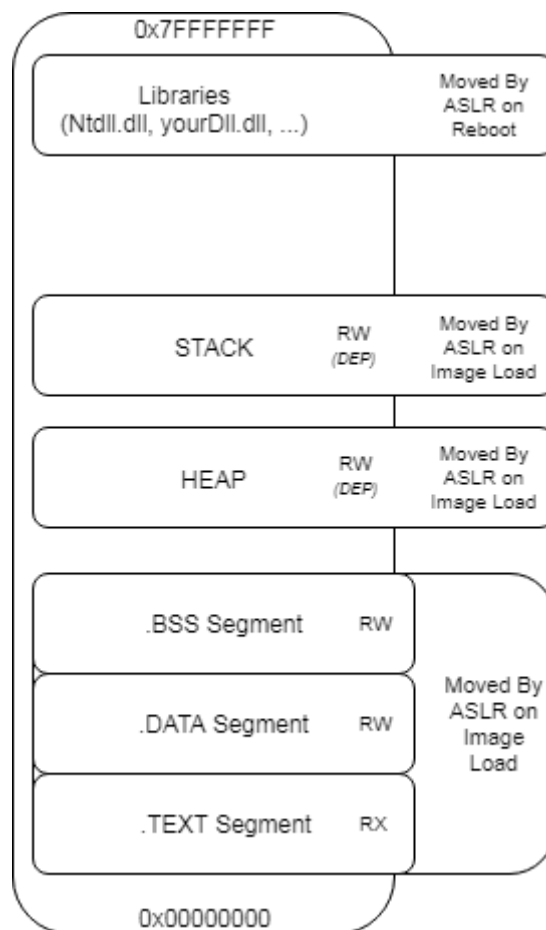 0x7FFFFFFF
Libraries
(Ntdll.dll, yourDll.dll, ...)
Moved By
ASLR on
Reboot
STACK
RW
(DEP)
Moved By
ASLR on
Image Load
HEAP
RW
(DEP)
Moved By
ASLR on
Image Load
.BSS Segment
RW
.DATA Segment
RW
.TEXT Segment
RX
Moved By
ASLR on
Image
Load
0x00000000